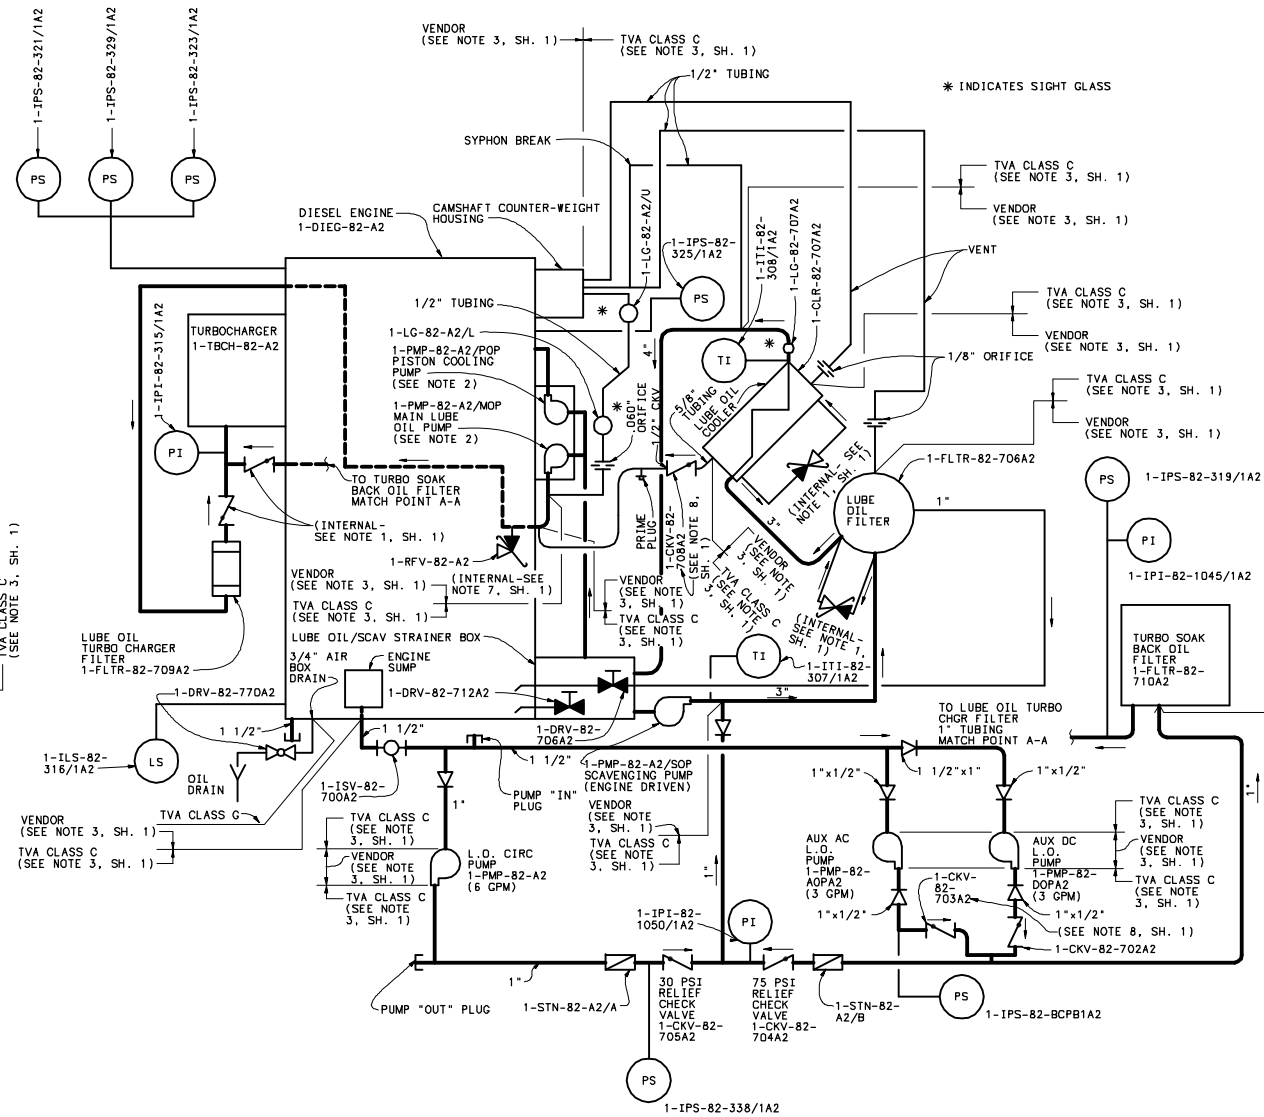 1-IPS-82-321/1A2
1-IPS-82-329/1A2
1-IPS-82-323/1A2
PS
PS
PS
VENDOR
(SEE NOTE 3, SH. 1)
TVA CLASS C
(SEE NOTE 3, SH. 1)
1/2" TUBING
* INDICATES SIGHT GLASS
SYPHON BREAK
TVA CLASS C
(SEE NOTE 3, SH. 1)
VENDOR
(SEE NOTE 3, SH. 1)
DIESEL ENGINE
1-DIEG-82-A2
CAMSHAFT COUNTER-WEIGHT
HOUSING
1-LG-82-A2/U
1-IPS-82-
325/1A2
PS
1-ITI-82-
308/1A2
1-LG-82-707A2
1-CLR-82-707A2
VENT
TVA CLASS C
(SEE NOTE 3, SH. 1)
VENDOR
(SEE NOTE 3, SH. 1)
1/8" ORIFICE
1/2" TUBING
*
1-LG-82-A2/L
TURBOCHARGER
1-TBCH-82-A2
1-IPI-82-315/1A2
1-PMP-82-A2/POP
PISTON COOLING
PUMP
(SEE NOTE 2)
1-PMP-82-A2/MOP
MAIN LUBE
OIL PUMP
(SEE NOTE 2)
*
.060"
ORIFICE
4"
1/2" CKV
5/8"
TUBING
LUBE OIL
COOLER
TI
*
TVA CLASS C
(SEE NOTE 3, SH. 1)
VENDOR
(SEE NOTE 3, SH. 1)
PI
TO TURBO SOAK
BACK OIL FILTER
MATCH POINT A-A
(INTERNAL-
SEE NOTE 1, SH. 1)
1-RFV-82-A2
(INTERNAL-SEE
NOTE 7, SH. 1)
PRIME
PLUG
1-CKV-82-
708A2
(SEE NOTE 8,
SH. 1)
3"
(INTERNAL- SEE
NOTE 1, SH. 1)
1-FLTR-82-706A2
LUBE
OIL
FILTER
1"
PS
1-IPS-82-319/1A2
PI
1-IPI-1045/1A2
TVA CLASS C
(SEE NOTE 3, SH. 1)
VENDOR
(SEE NOTE 3, SH. 1)
TVA CLASS C
(SEE NOTE 3, SH. 1)
VENDOR
(SEE NOTE
3, SH. 1)
TVA CLASS C
(SEE NOTE
3, SH. 1)
VENDOR
(SEE NOTE
3, SH. 1)
TVA CLASS C
(SEE NOTE
3, SH. 1)
(INTERNAL-
SEE NOTE 1,
SH. 1)
LUBE OIL
TURBO CHARGER
FILTER
1-FLTR-82-709A2
LUBE OIL/SCAV STRAINER BOX
3/4" AIR
BOX
DRAIN
ENGINE
SUMP
1-DRV-82-712A2
1-DRV-82-770A2
TI
1-ITI-82-
307/1A2
3"
TURBO SOAK
BACK OIL
FILTER
1-FLTR-82-
710A2
1 1/2"
1-ILS-82-
316/1A2
LS
OIL
DRAIN
1 1/2"
1 1/2"
1-DRV-82-
706A2
1-PMP-82-A2/SOP
SCAVENGING PUMP
(ENGINE DRIVEN)
TO LUBE OIL TURBO
CHGR FILTER
1" TUBING
MATCH POINT A-A
1-ISV-82-
700A2
PUMP "IN"
PLUG
1"x1/2"
1 1/2"x1"
1"x1/2"
1"
TVA CLASS G
VENDOR
(SEE NOTE 3, SH. 1)
TVA CLASS C
(SEE NOTE 3, SH. 1)
TVA CLASS C
(SEE NOTE
3, SH. 1)
VENDOR
(SEE NOTE
3, SH. 1)
TVA CLASS C
(SEE NOTE
3, SH. 1)
1"
L.O. CIRC
PUMP
1-PMP-82-A2
(6 GPM)
VENDOR
(SEE NOTE
3, SH. 1)
TVA CLASS C
(SEE NOTE
3, SH. 1)
1"
AUX AC
L.O.
PUMP
1-PMP-82-
AOPA2
(3 GPM)
AUX DC
L.O.
PUMP
1-PMP-82-
DOPA2
(3 GPM)
TVA CLASS C
(SEE NOTE
3, SH. 1)
VENDOR
(SEE NOTE
3, SH. 1)
TVA CLASS C
(SEE NOTE
3, SH. 1)
1"x1/2"
1-CKV-
82-
703A2
1"x1/2"
(SEE NOTE 8, SH. 1)
1-CKV-82-702A2
1-IPI-82-
1050/1A2
PI
1"
PUMP "OUT" PLUG
1-STN-82-A2/A
30 PSI
RELIEF
CHECK
VALVE
1-CKV-82-
705A2
75 PSI
RELIEF
CHECK
VALVE
1-CKV-82-
704A2
1-STN-82-
A2/B
PS
1-IPS-82-BCPB1A2
PS
1-IPS-82-338/1A2